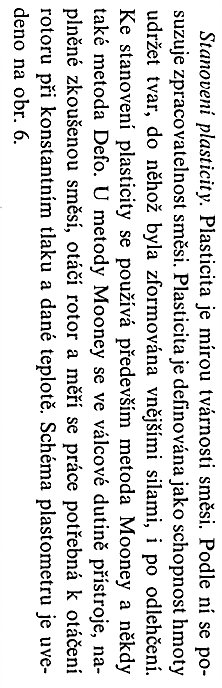 Stanovení plasticity. Plasticita je mírou tvárnosti směsi. Podle ní se po-
suzuje zpracovatelnost směsi. Plasticita je definována jako schopnost hmoty
udržet tvar, do něhož byla zformována vnějšími silami, i po odlehčení.
Ke stanovení plasticity se používá především metoda Mooney a někdy
také metoda Defo. U metody Mooney se ve válcové dutině přístroje, na-
plněné zkoušenou směsí, otáčí rotor a měří se práce potřebná k otáčení
rotoru při konstantním tlaku a dané teplotě. Schéma plastometru je uve-
deno na obr. 6.